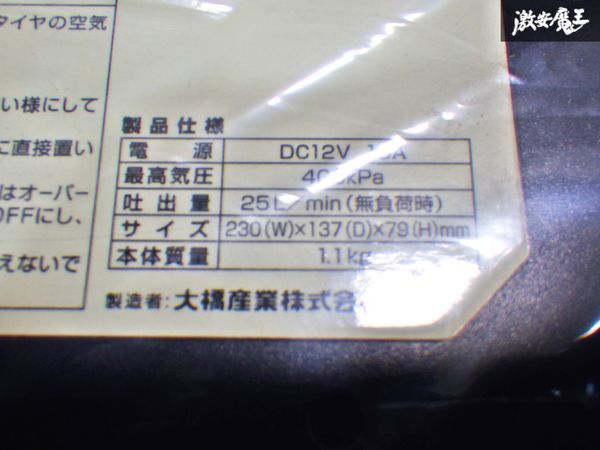 タイヤの空気
い様にして
に直接置い
はオーバー
OFFにし、
えないで
製品仕様
電 源 DC12V
最高気圧
吐出量 25L／min(無負荷時)
サイズ 230(W)×137(D)×79(H)mm
本体質量 1.1kg
製造者:大橋産業株式会
激安魔王